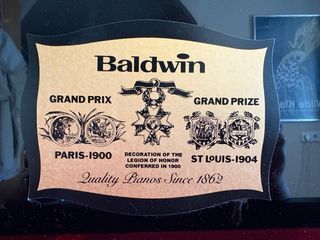 Baldwin
GRAND PRIX
GRAND PRIZE
PARIS-1900
DECORATION OF THE
LEGION OF HONOR
CONFERRED IN 1900
ST LOUIS-1904
Quality Pianos Since 1862